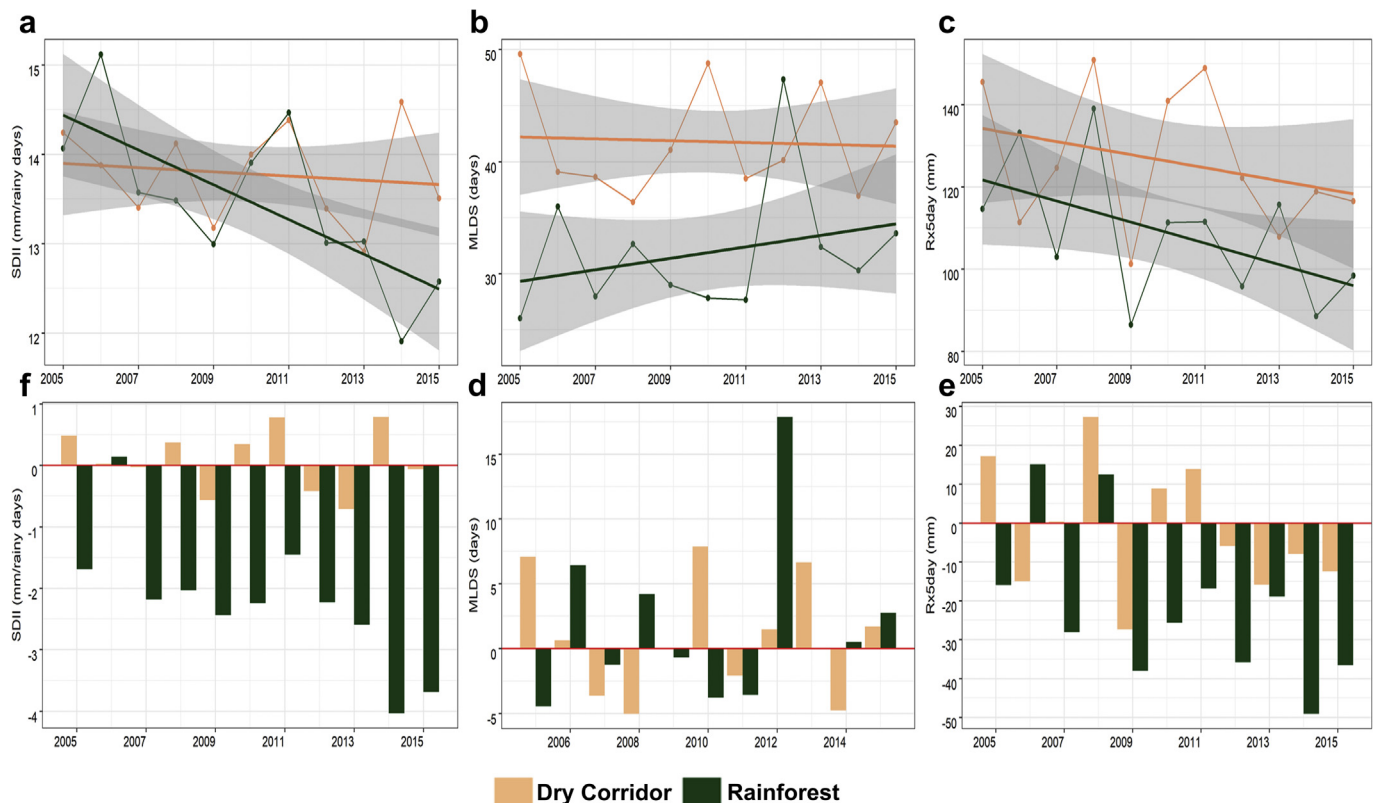 a
b
c
SDII (mm/rainy days)
15
14
13
12
2005 2007 2009 2011 2013 2015
MLDS (days)
50
40
30
2005 2007 2009 2011 2013 2015
Rx5day (mm)
140
120
100
80
2005 2007 2009 2011 2013 2015
f
d
e
SDII (mm/rainy days)
1
0
-1
-2
-3
-4
2005 2007 2009 2011 2013 2015
MLDS (days)
15
10
5
0
-5
2006 2008 2010 2012 2014
Rx5day (mm)
30
20
10
0
-10
-20
-30
-40
-50
2005 2007 2009 2011 2013 2015
Dry Corridor Rainforest